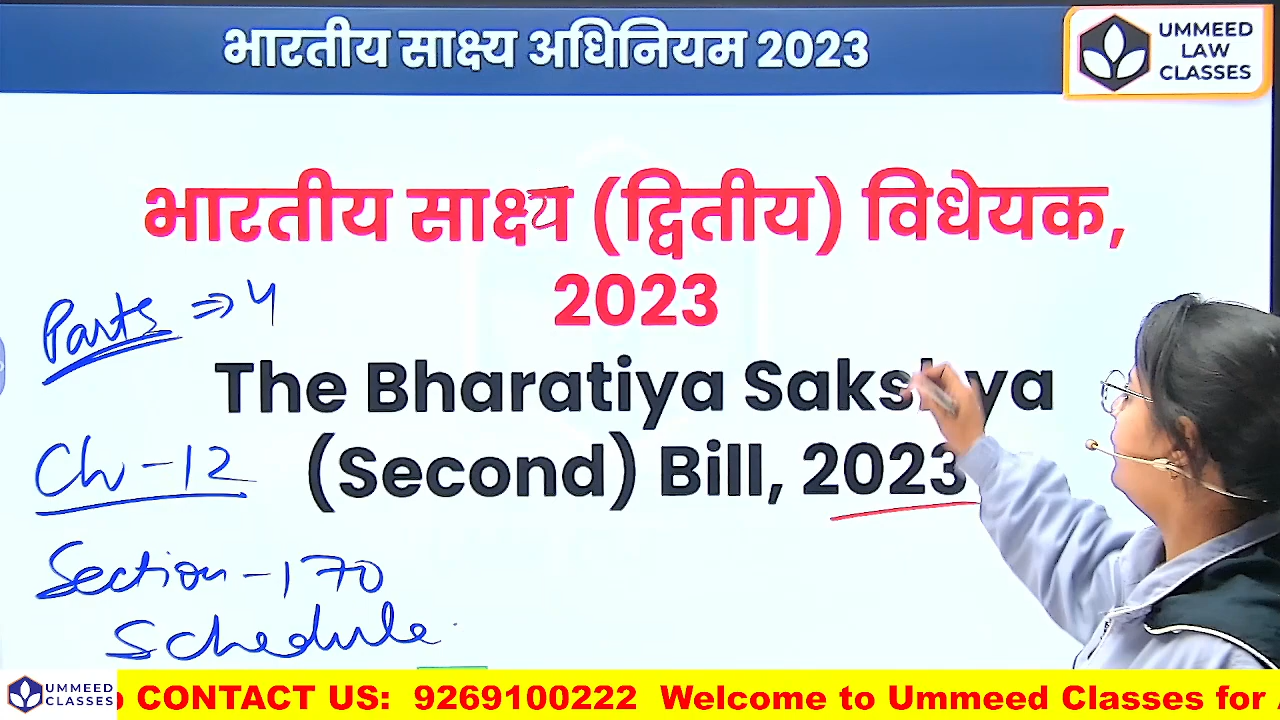 भारतीय साक्ष्य अधिनियम 2023
UMMEED
LAW
CLASSES
भारतीय साक्ष्य (द्वितीय) विधेयक,
2023
Parts ⇒ 4
The Bharatiya Sakshya
(Second) Bill, 2023
Ch - 12
Section - 170
Schedule
UMMEED
CLASSES
CONTACT US: 9269100222 Welcome to Ummeed Classes for